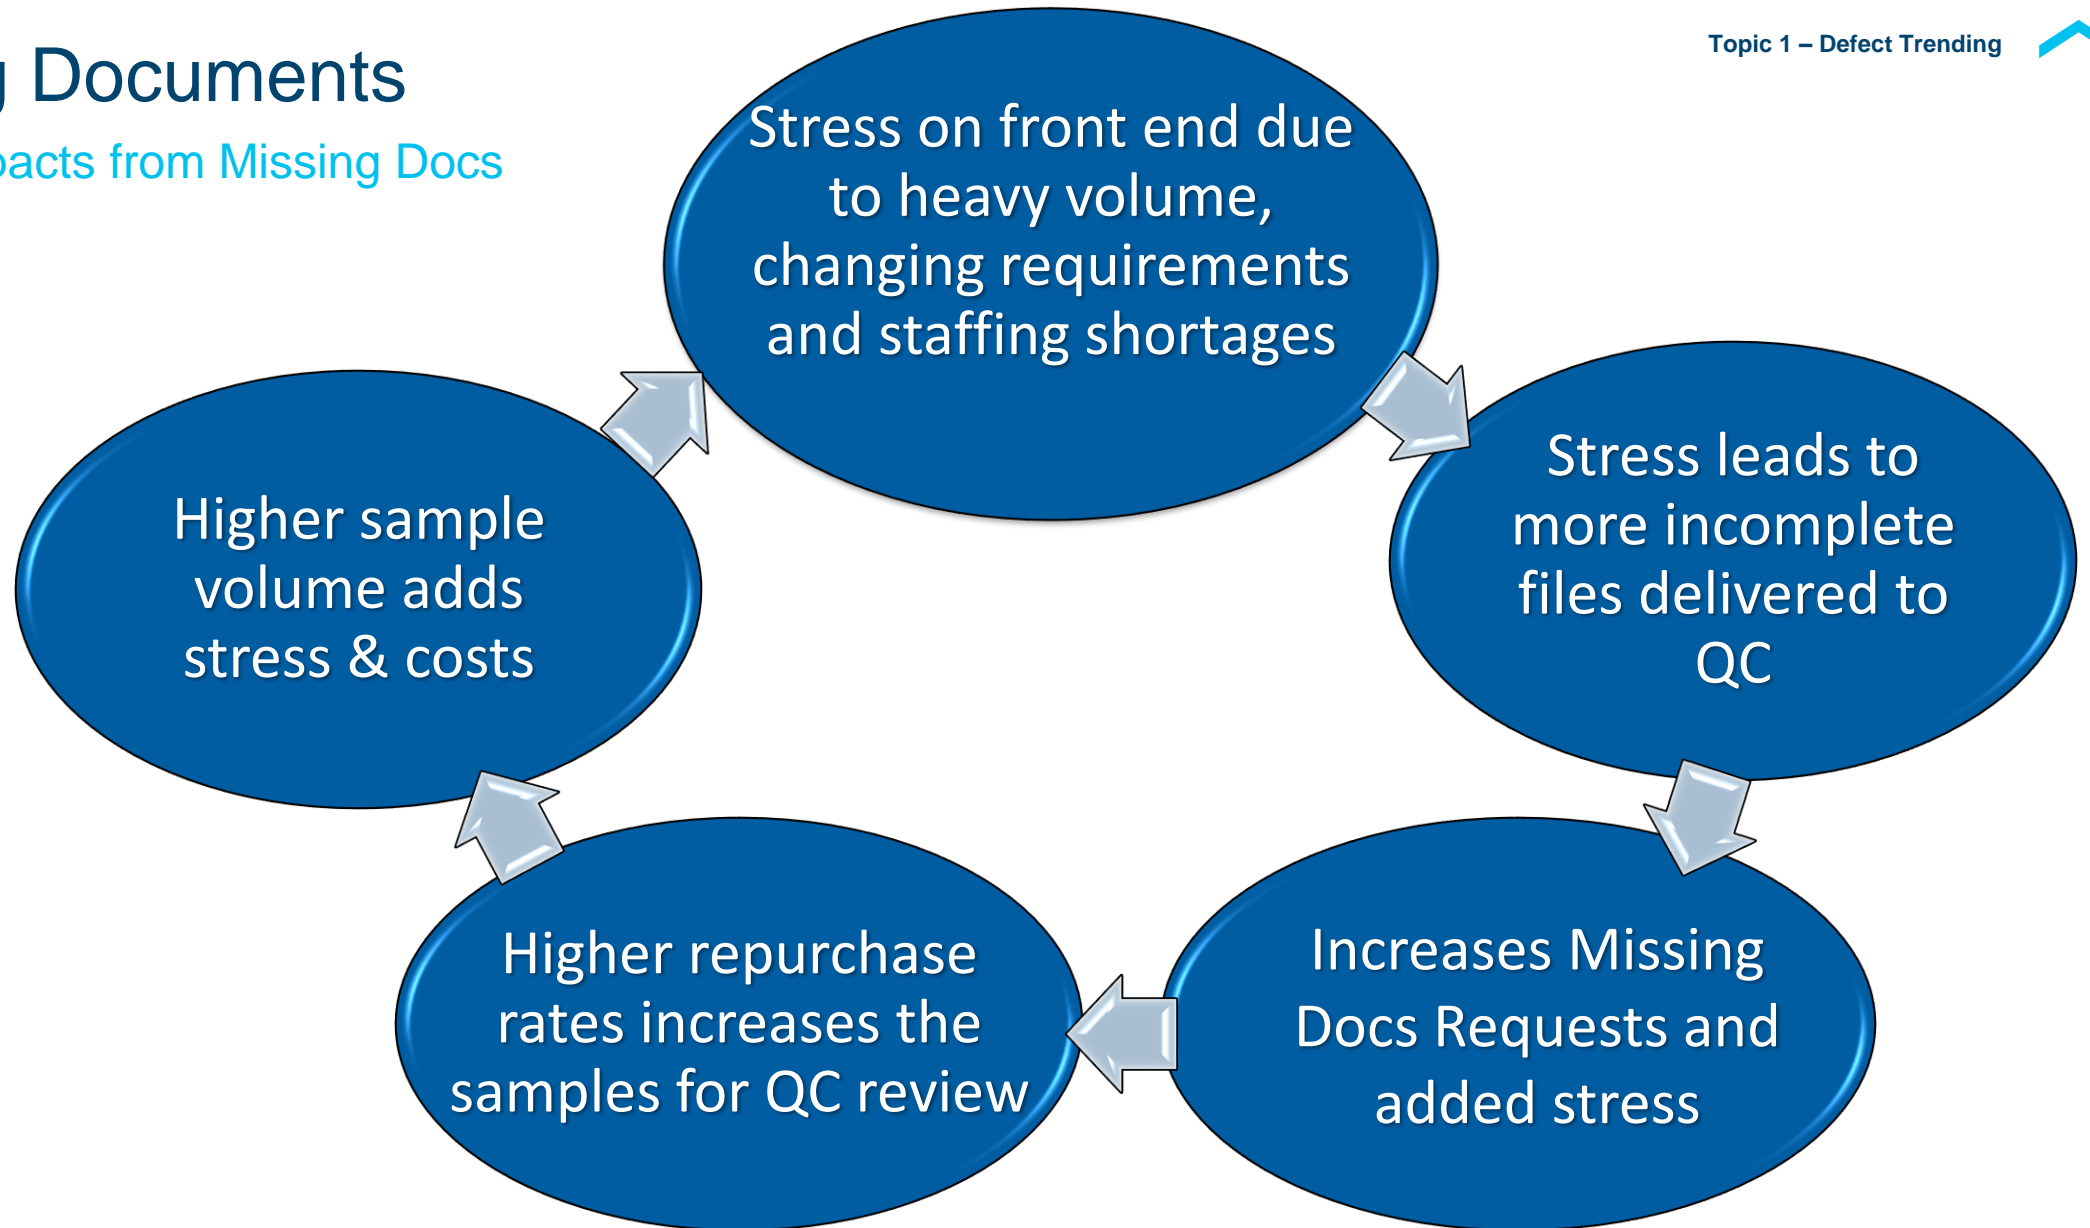 Documents
from Missing Docs
Topic 1 – Defect Trending
Stress on front end due
to heavy volume,
changing requirements
and staffing shortages
Stress leads to
more incomplete
files delivered to
QC
Increases Missing
Docs Requests and
added stress
Higher repurchase
rates increases the
samples for QC review
Higher sample
volume adds
stress & costs